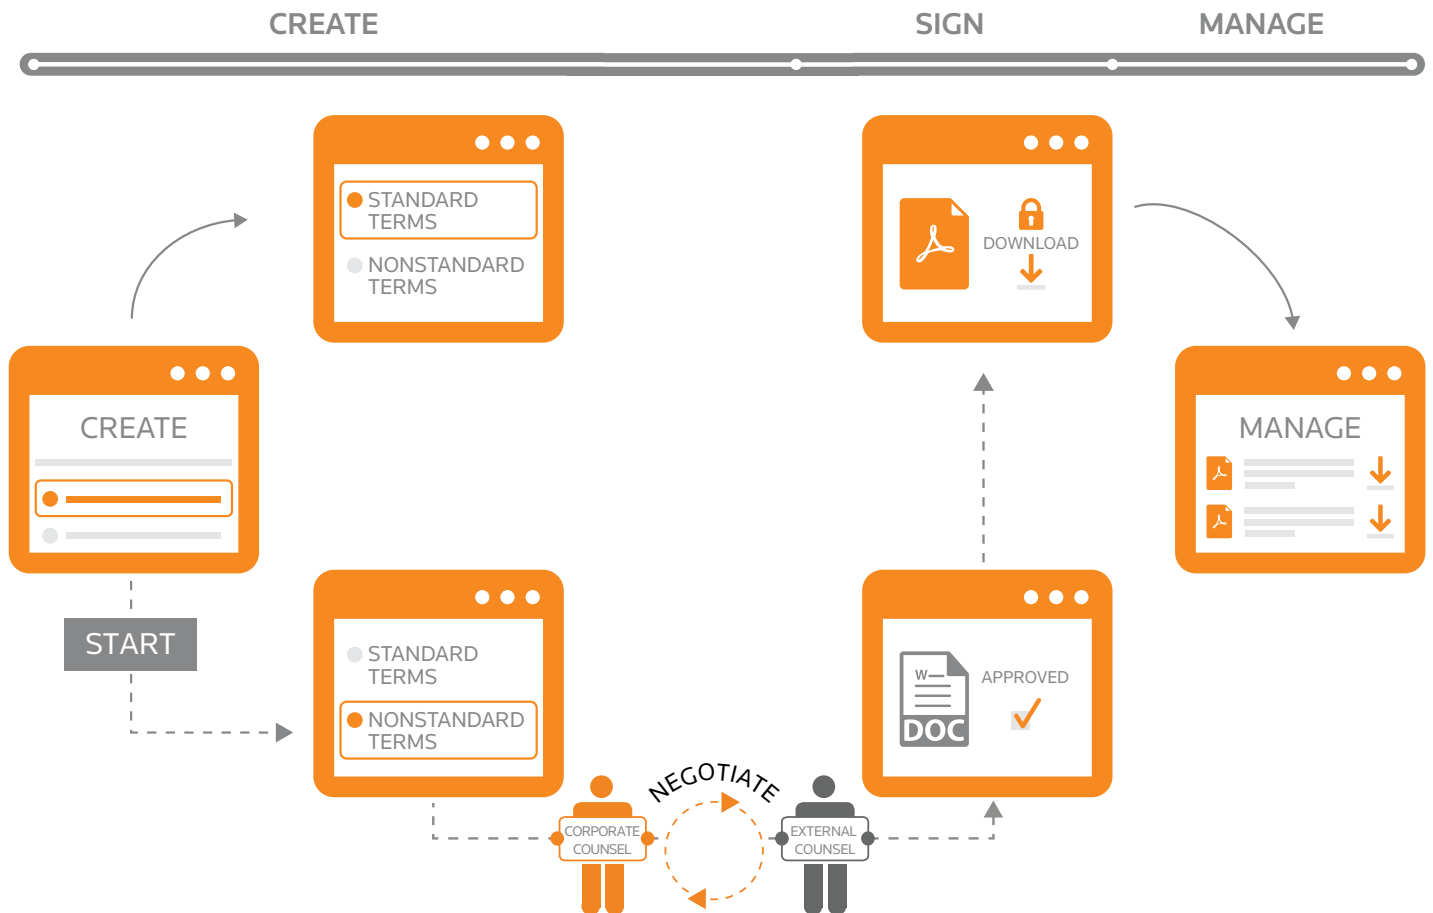 CREATE
SIGN
MANAGE
STANDARD
TERMS
NONSTANDARD
TERMS
DOWNLOAD
CREATE
MANAGE
START
STANDARD
TERMS
NONSTANDARD
TERMS
W
DOC
APPROVED
NEGOTIATE
CORPORATE
COUNSEL
EXTERNAL
COUNSEL